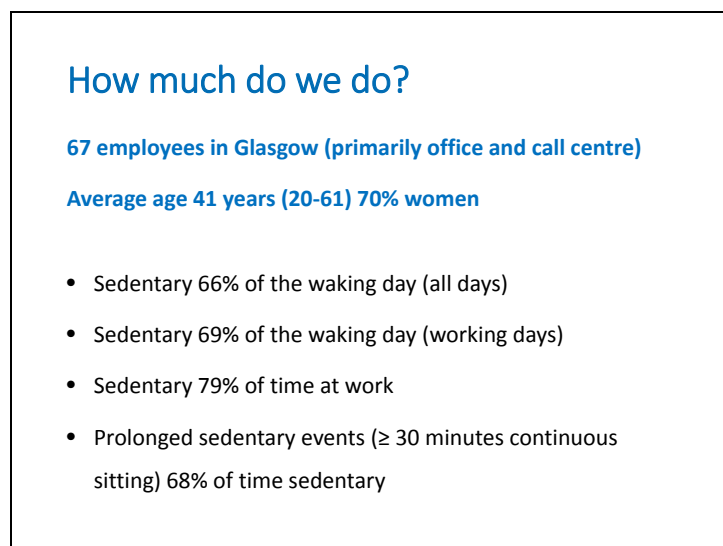 How much do we do?
67 employees in Glasgow (primarily office and call centre)
Average age 41 years (20-61) 70% women
• Sedentary 66% of the waking day (all days)
• Sedentary 69% of the waking day (working days)
• Sedentary 79% of time at work
• Prolonged sedentary events (≥ 30 minutes continuous
sitting) 68% of time sedentary